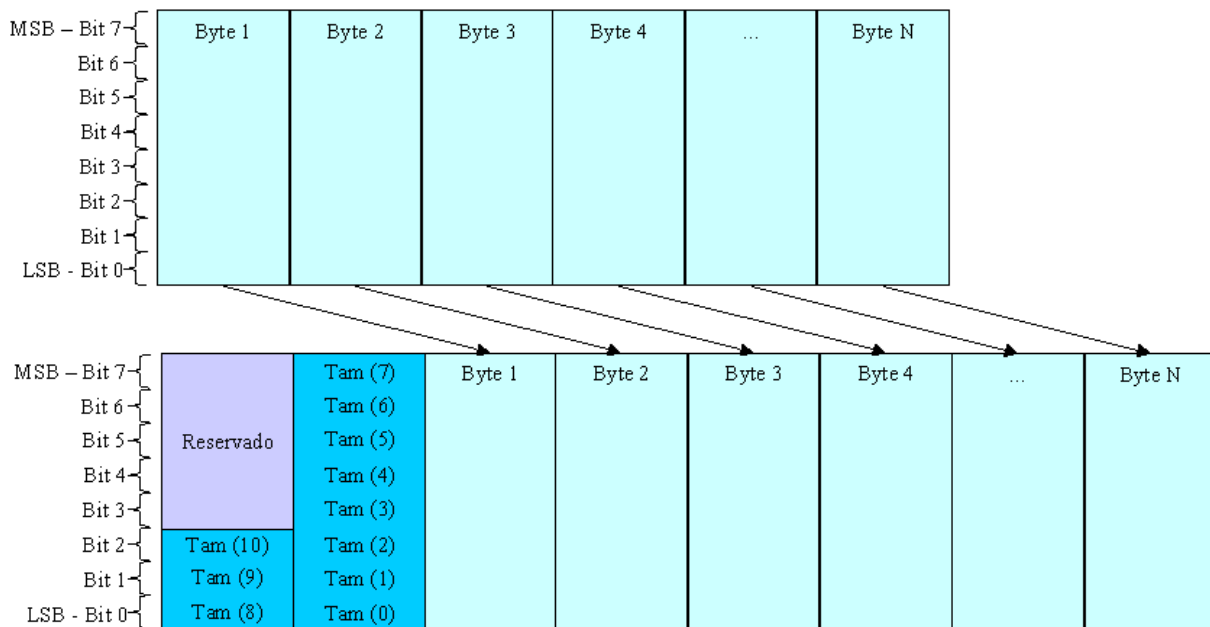 MSB – Bit 7 Byte 1 Byte 2 Byte 3 Byte 4 ... Byte N
Bit 6
Bit 5
Bit 4
Bit 3
Bit 2
Bit 1
LSB - Bit 0
MSB – Bit 7 Tam (7) Byte 1 Byte 2 Byte 3 Byte 4 ... Byte N
Bit 6 Tam (6)
Bit 5 Reservado Tam (5)
Bit 4 Tam (4)
Bit 3 Tam (3)
Bit 2 Tam (10) Tam (2)
Bit 1 Tam (9) Tam (1)
LSB - Bit 0 Tam (8) Tam (0)